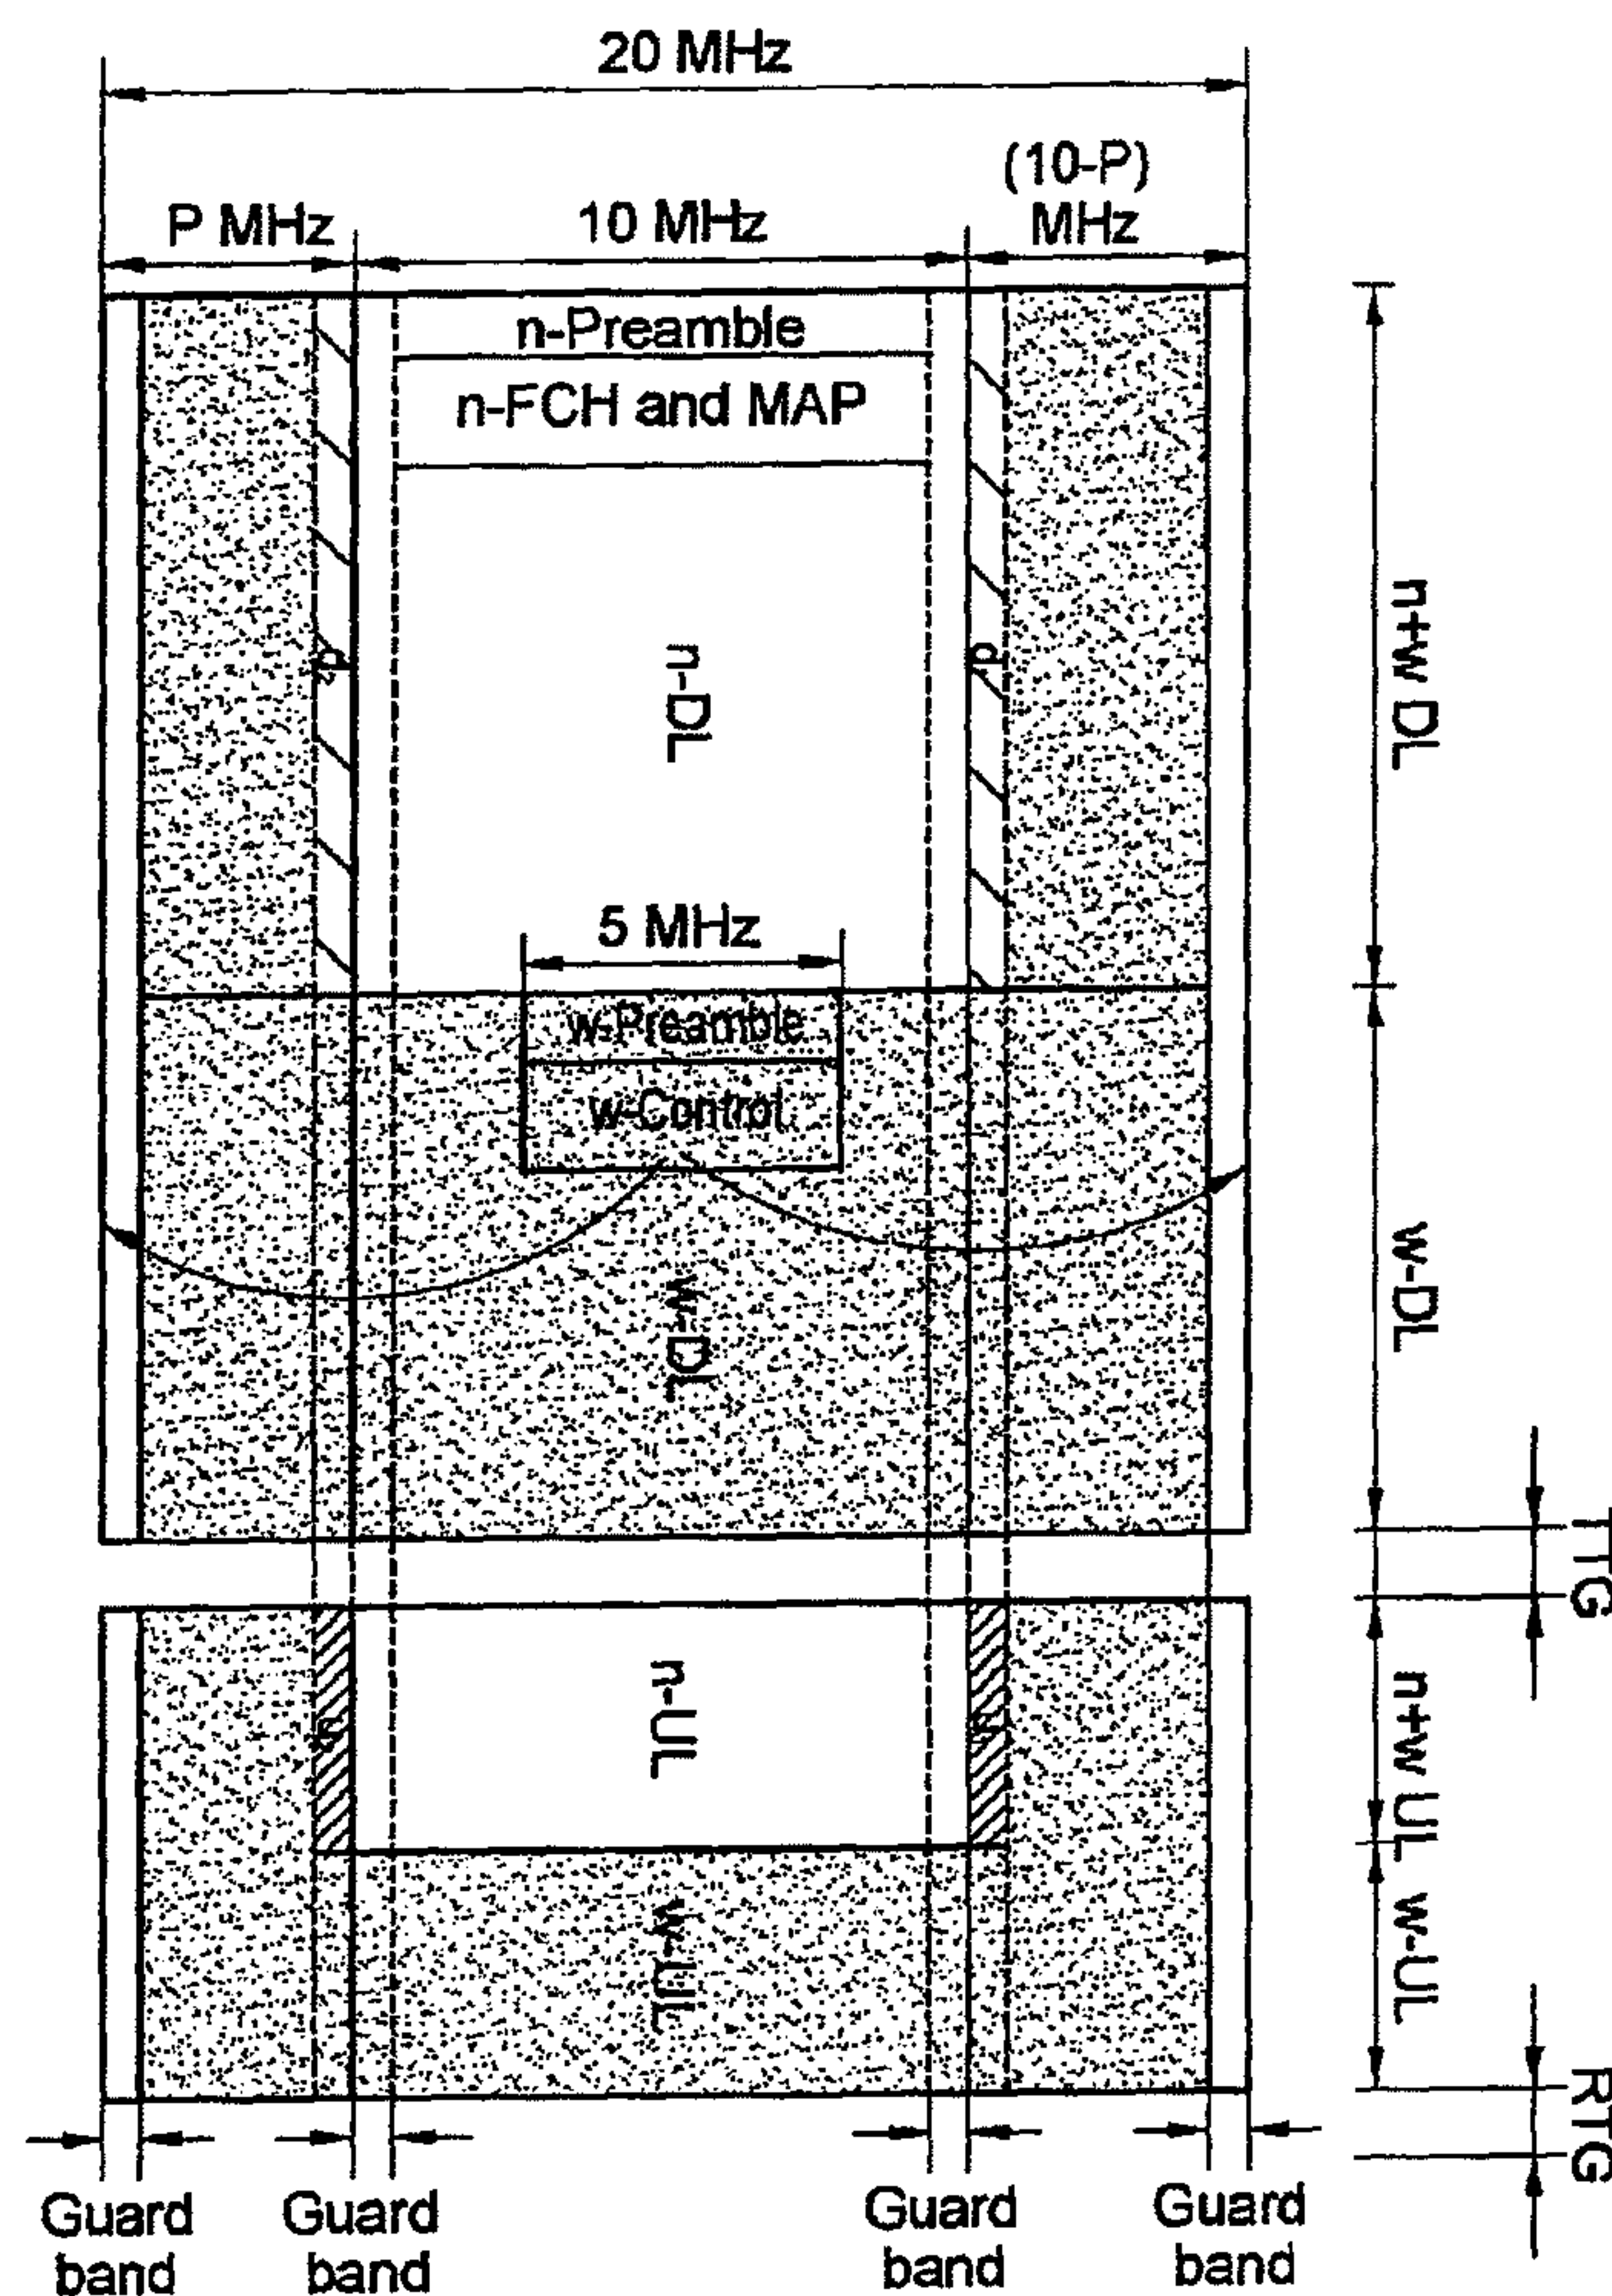 20 MHz
P MHz
10 MHz
(10-P)
MHz
n-Preamble
n-FCH and MAP
n-DL
n+w DL
5 MHz
w-Preamble
w-Control
w-DL
w-DL
TTG
n-UL
n+w UL
w-UL
w-UL
RTG
Guard
band
Guard
band
Guard
band
Guard
band